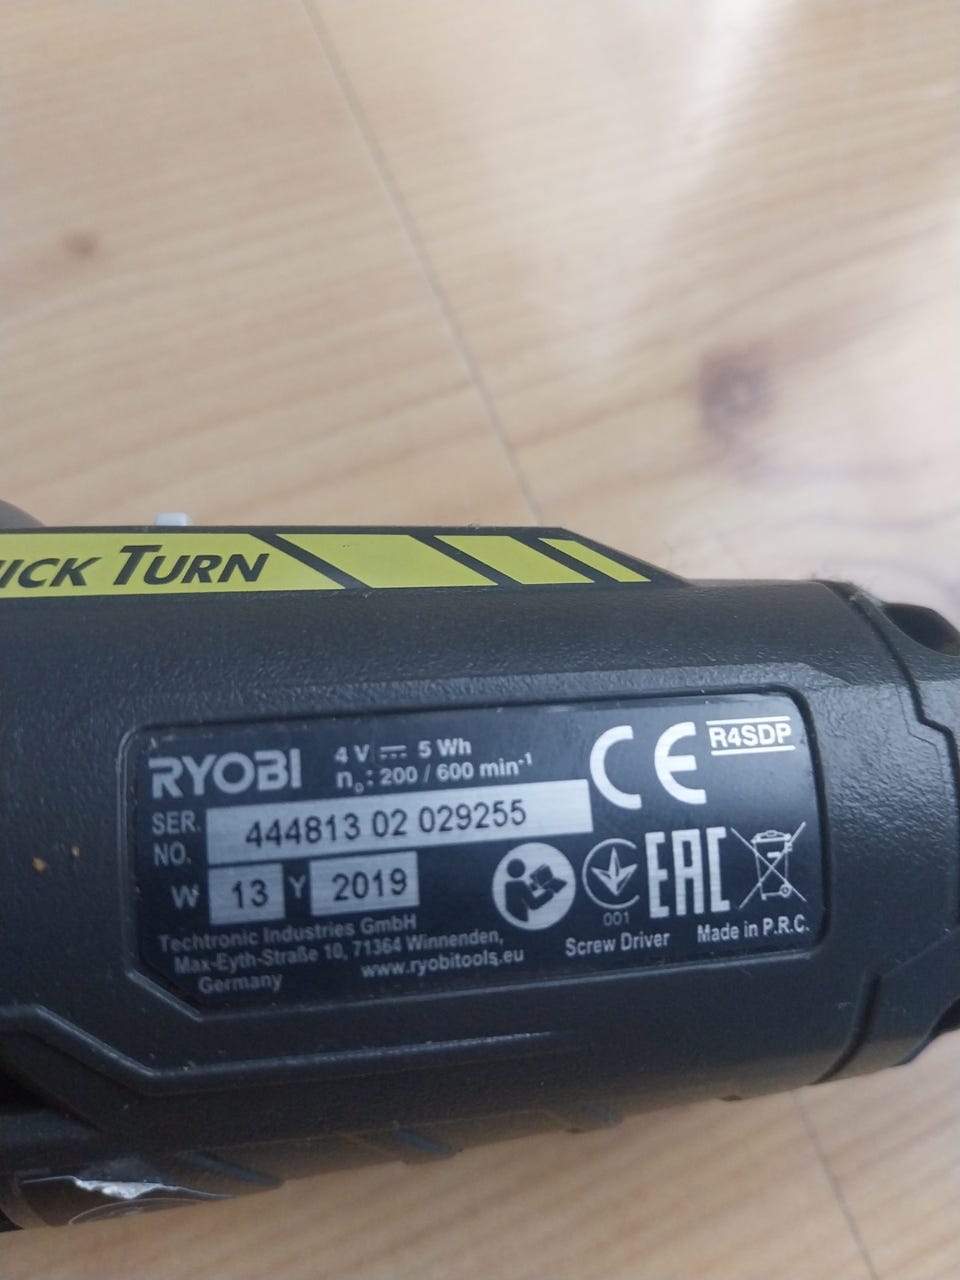 ICK TURN
RYOBI
4 V ⎓ 5 Wh
n₀: 200 / 600 min⁻¹
R4SDP
CE
SER. NO. 444813 02 029255
W 13 Y 2019
001
EAC
Techtronic Industries GmbH
Max-Eyth-Straße 10, 71364 Winnenden,
Germany
www.ryobitools.eu
Screw Driver
Made in P.R.C.